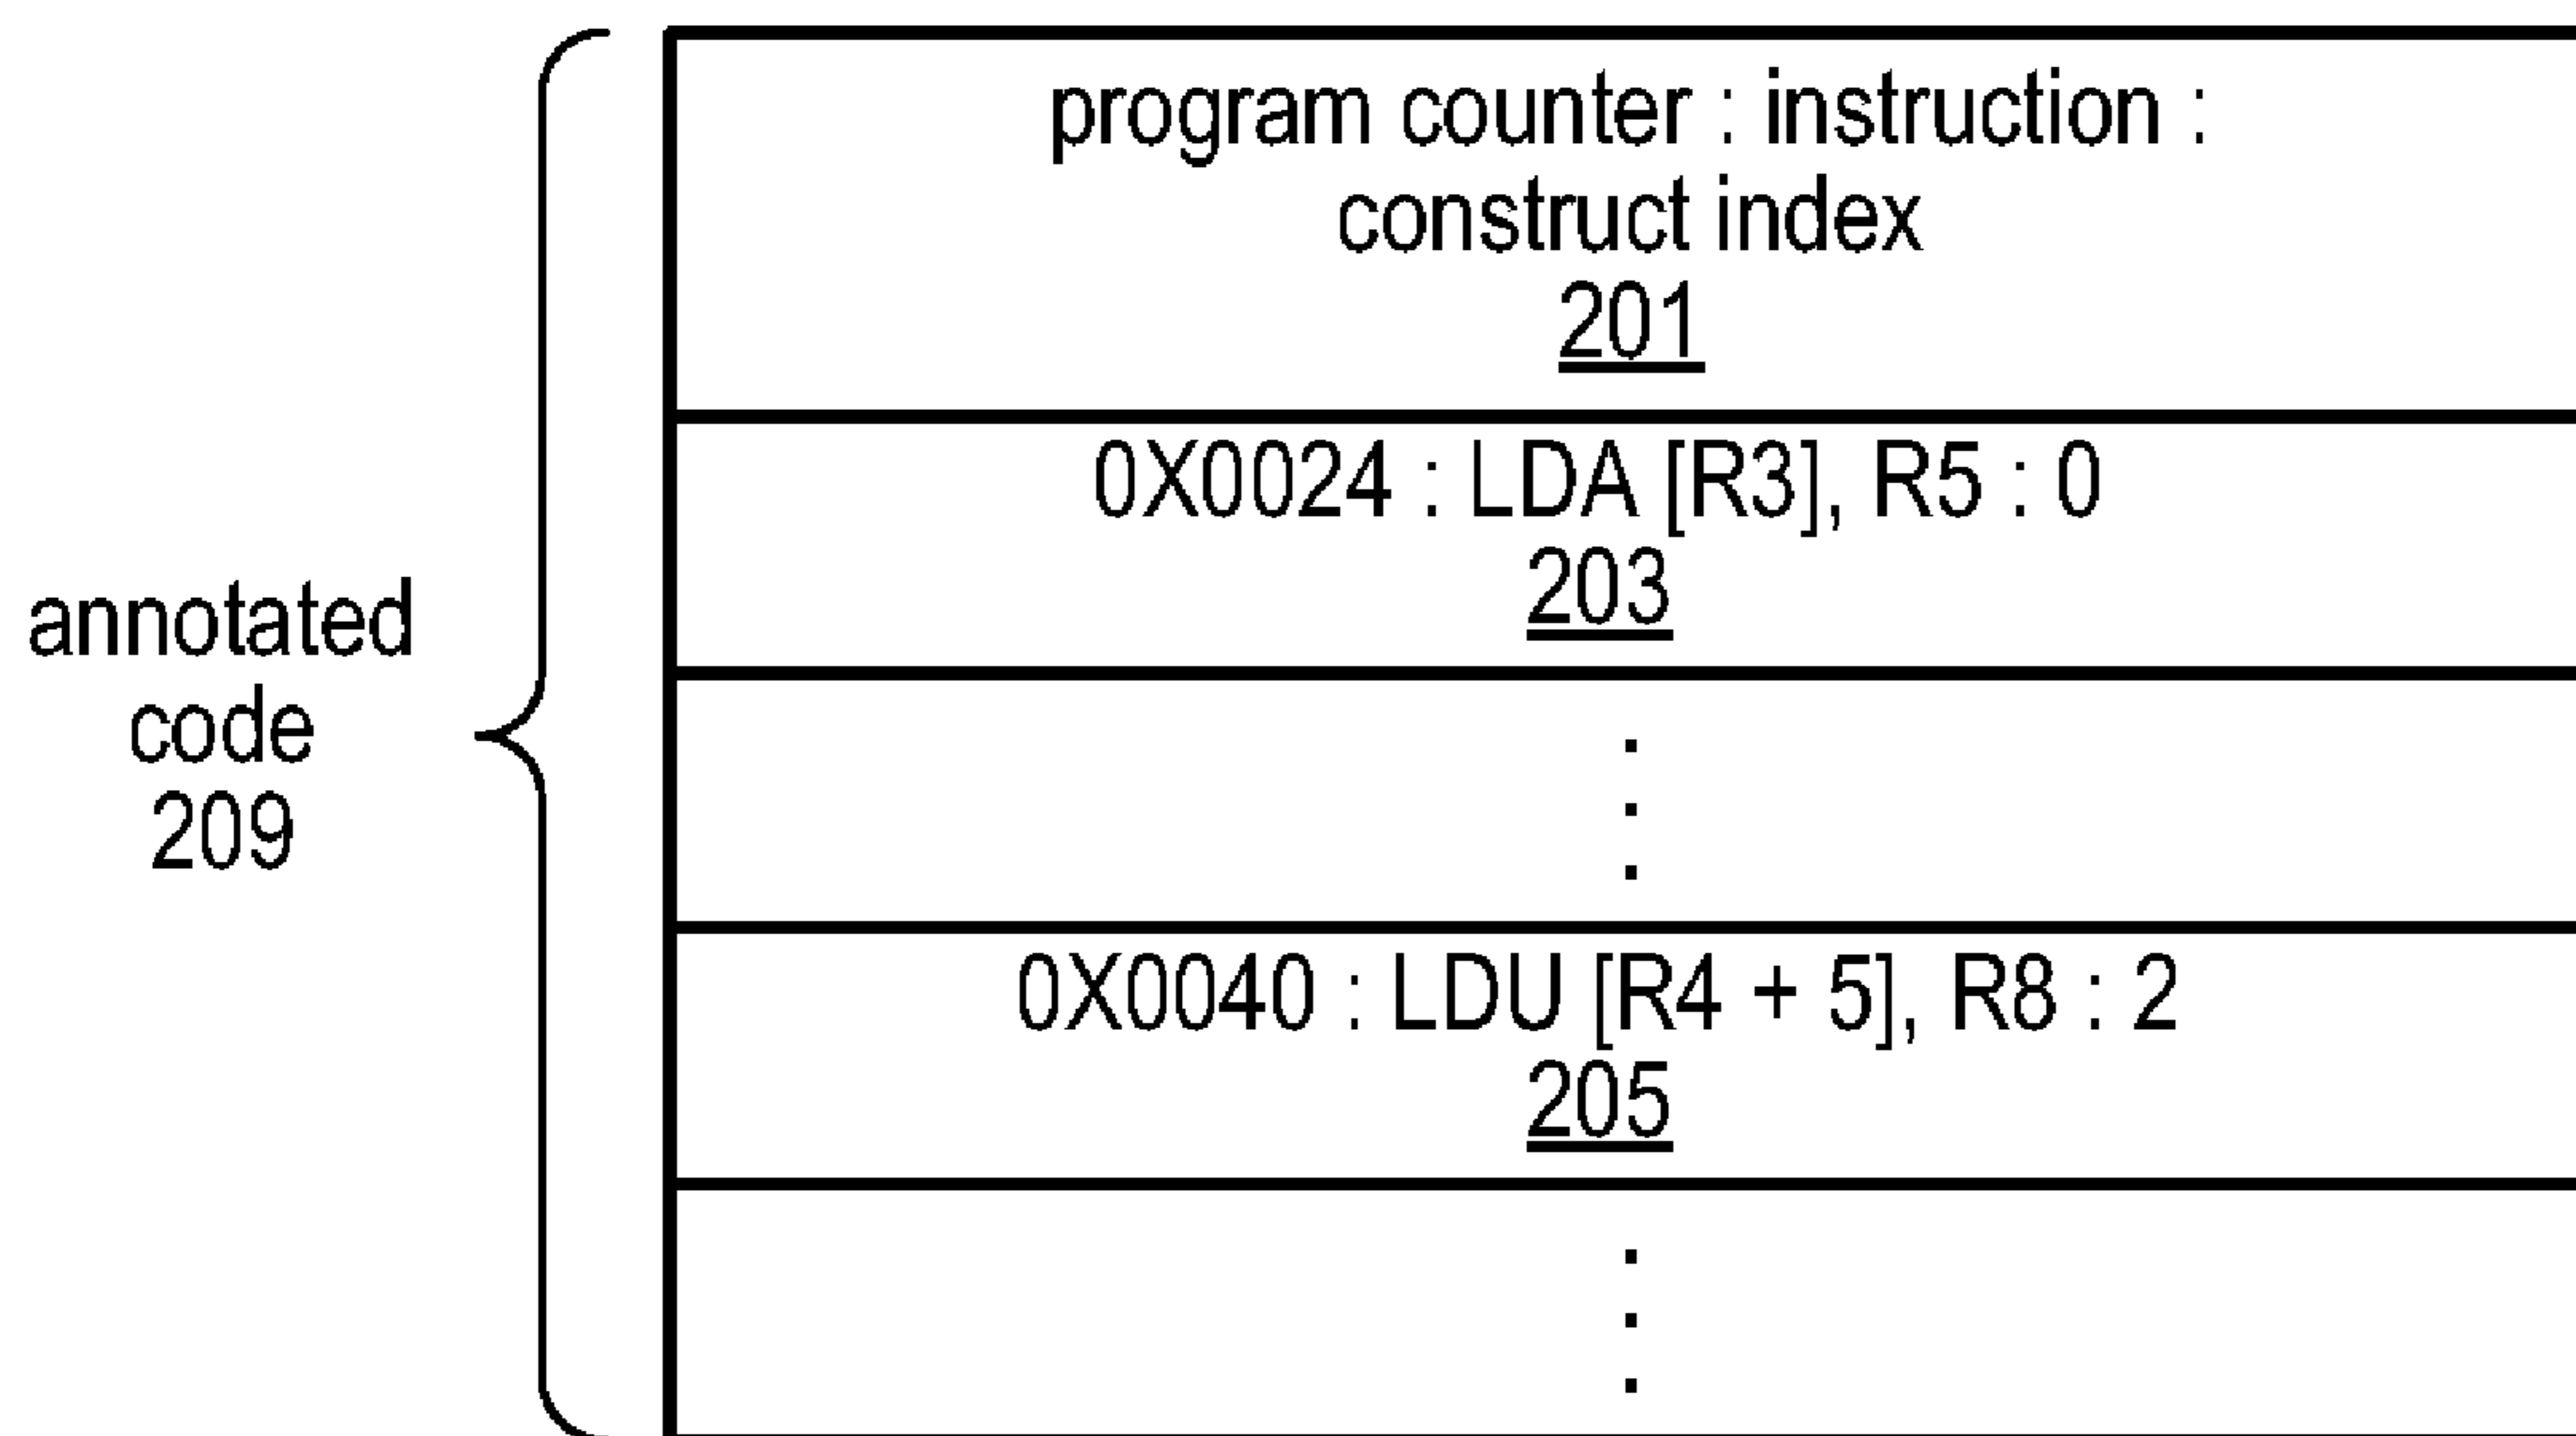 program counter : instruction :
construct index
201
0X0024 : LDA [R3], R5 : 0
203
annotated
code
209
0X0040 : LDU [R4 + 5], R8 : 2
205